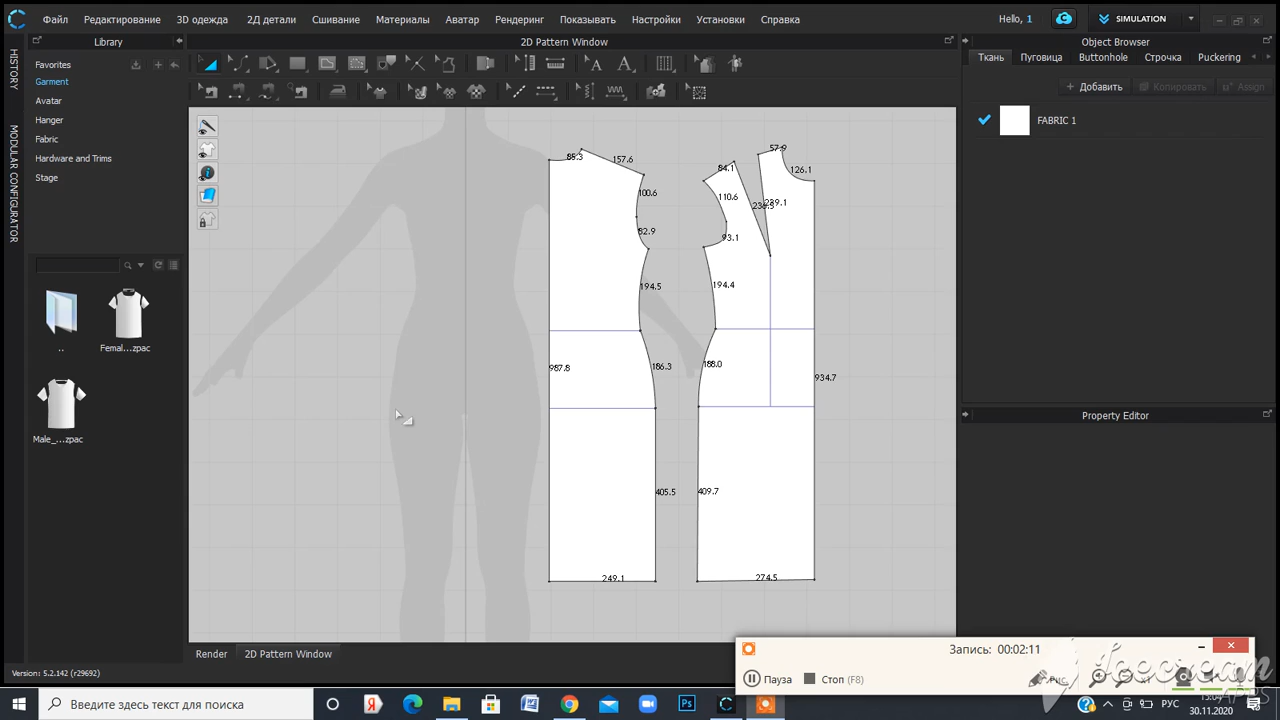 Файл Редактирование 3D одежда 2Д детали Сшивание Материалы Аватар Рендеринг Показывать Настройки Установки Справка Hello, 1 SIMULATION
Library
2D Pattern Window
Object Browser
HISTORY
MODULAR CONFIGURATOR
Favorites
Garment
Avatar
Hanger
Fabric
Hardware and Trims
Stage
Ткань Пуговица Buttonhole Строчка Puckering
Добавить Копировать Assign
FABRIC 1
..
Femal...zpac
Male_...zpac
85.3
157.6
100.6
82.9
194.5
186.3
987.8
405.5
249.1
84.1
57.9
126.1
110.6
239.1
93.1
194.4
188.0
934.7
409.7
274.5
Property Editor
Render 2D Pattern Window
Version: 5.2.142 (r29692)
Запись: 00:02:11
Пауза Стоп (F8)
APPS
Введите здесь текст для поиска
РУС
30.11.2020